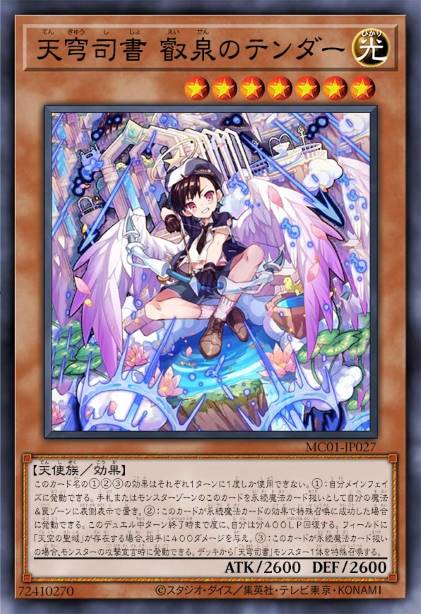 天穹司書 叡泉のテンダー
光
MC01-JP027
【天使族／効果】
このカード名の①②③の効果はそれぞれ1ターンに1度しか使用できない。①:自分メインフェイ
ズに発動できる。手札またはモンスターゾーンのこのカードを永続魔法カード扱いとして自分の魔法
&罠ゾーンに表側表示で置く。②:このカードが永続魔法カードの効果で特殊召喚に成功した場合
に発動できる。このデュエル中ターン終了時まで度に、自分は400LP回復する。フィールドに
「天空の聖域」が存在する場合、相手に400ダメージを与え。③:このカードが永続魔法カード扱い
の場合、モンスターの攻撃宣言時に発動できる。デッキから「天穹司書」モンスター1体を特殊召喚する。
ATK/2600 DEF/2600
72410270 ©スタジオ・ダイス/集英社・テレビ東京・KONAMI